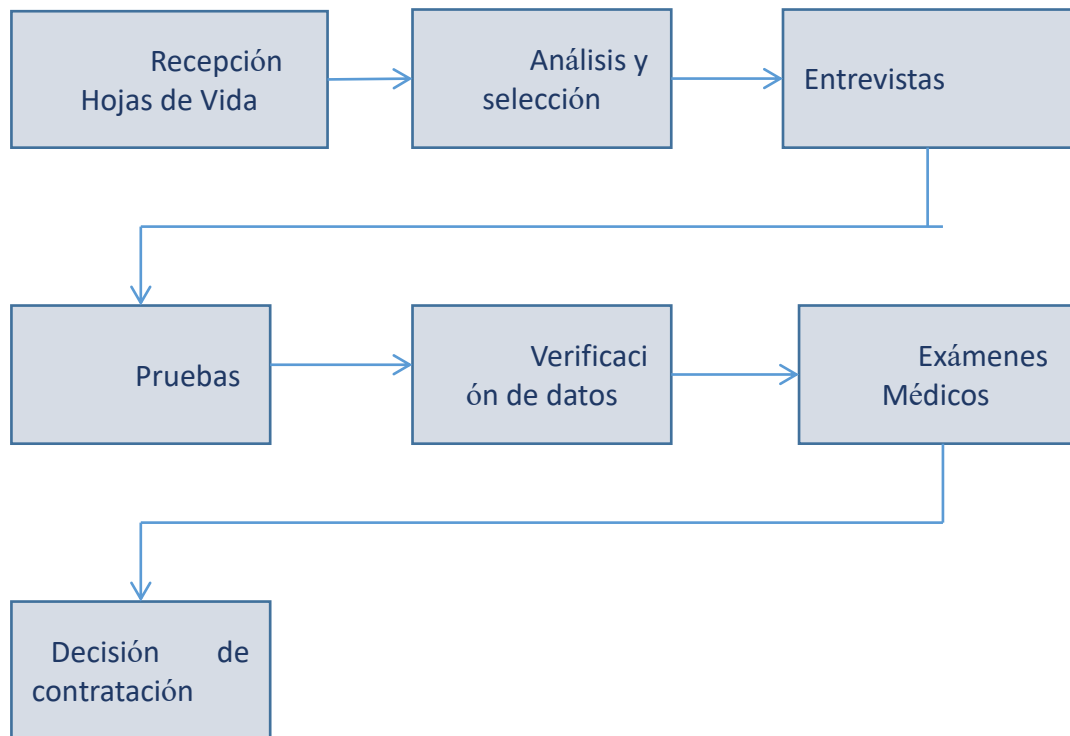 Recepción
Hojas de Vida
Análisis y
selección
Entrevistas
Pruebas
Verificaci
ón de datos
Exámenes
Médicos
Decisión de
contratación